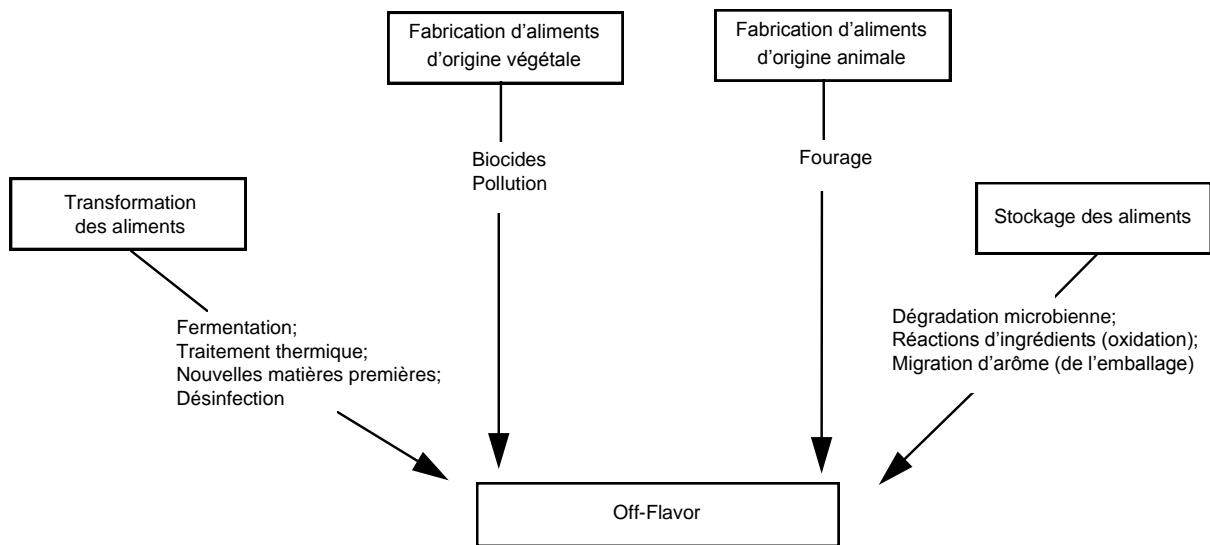 Fabrication d’aliments
d’origine végétale
Fabrication d’aliments
d’origine animale
Biocides
Pollution
Fourage
Transformation
des aliments
Stockage des aliments
Fermentation;
Traitement thermique;
Nouvelles matières premières;
Désinfection
Dégradation microbienne;
Réactions d’ingrédients (oxidation);
Migration d’arôme (de l’emballage)
Off-Flavor